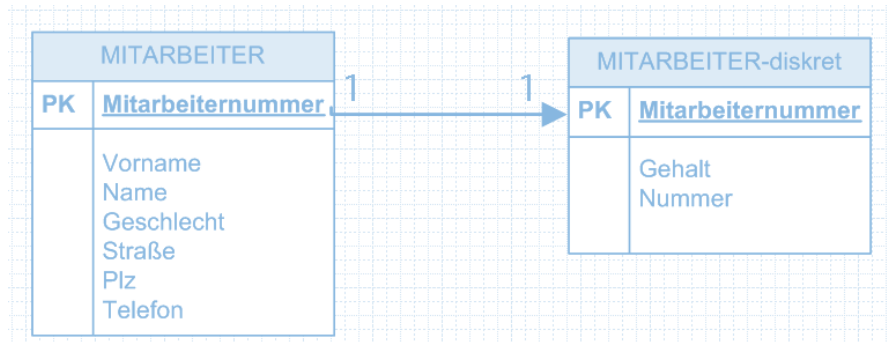 MITARBEITER
PK Mitarbeiternummer
Vorname
Name
Geschlecht
Straße
Plz
Telefon
1 1
MITARBEITER-diskret
PK Mitarbeiternummer
Gehalt
Nummer